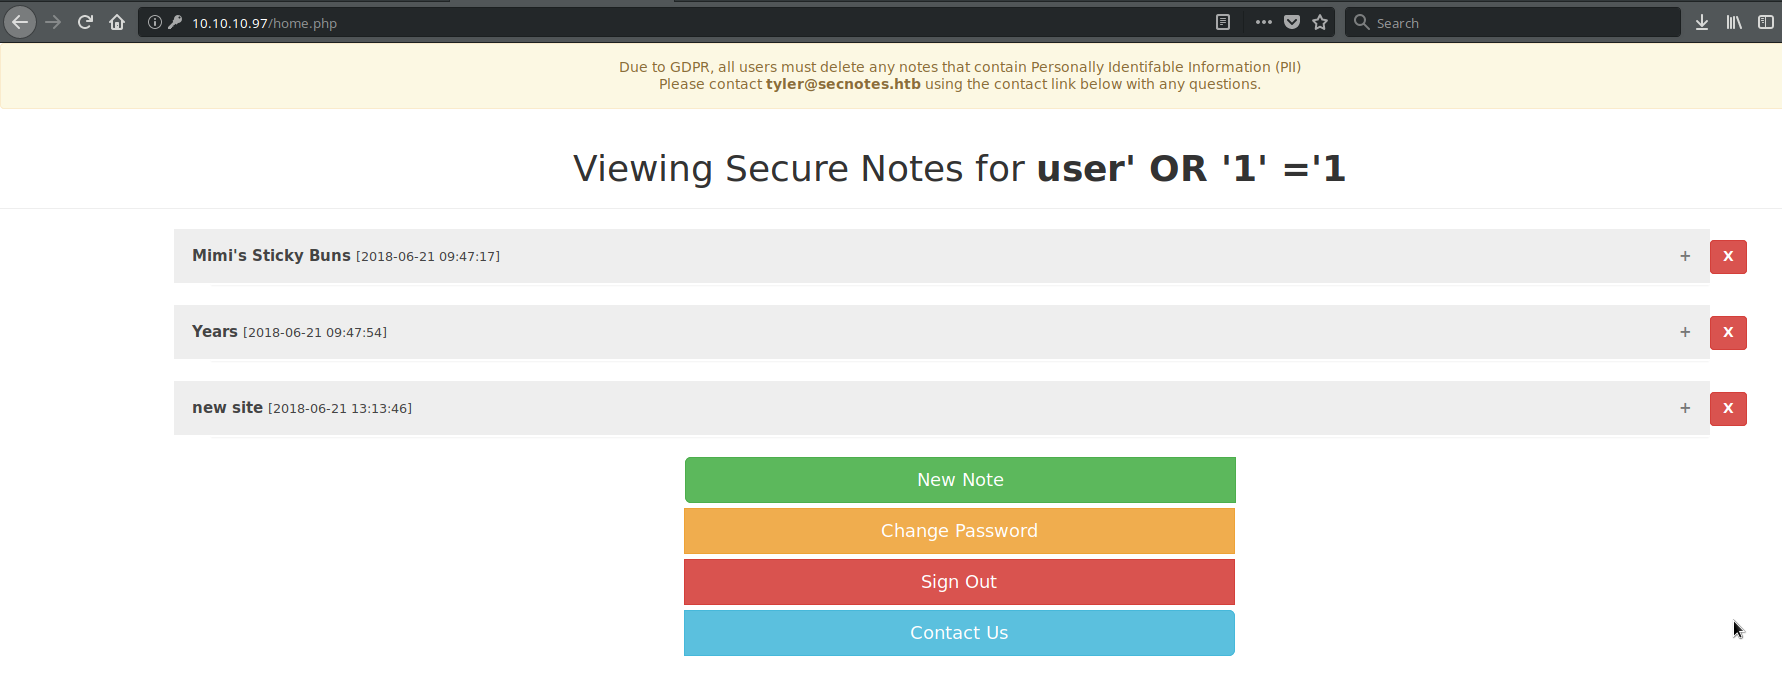 10.10.10.97/home.php
Search
Due to GDPR, all users must delete any notes that contain Personally Identifable Information (PII)
Please contact tyler@secnotes.htb using the contact link below with any questions.
Viewing Secure Notes for user' OR '1' ='1
Mimi's Sticky Buns [2018-06-21 09:47:17] + X
Years [2018-06-21 09:47:54] + X
new site [2018-06-21 13:13:46] + X
New Note
Change Password
Sign Out
Contact Us